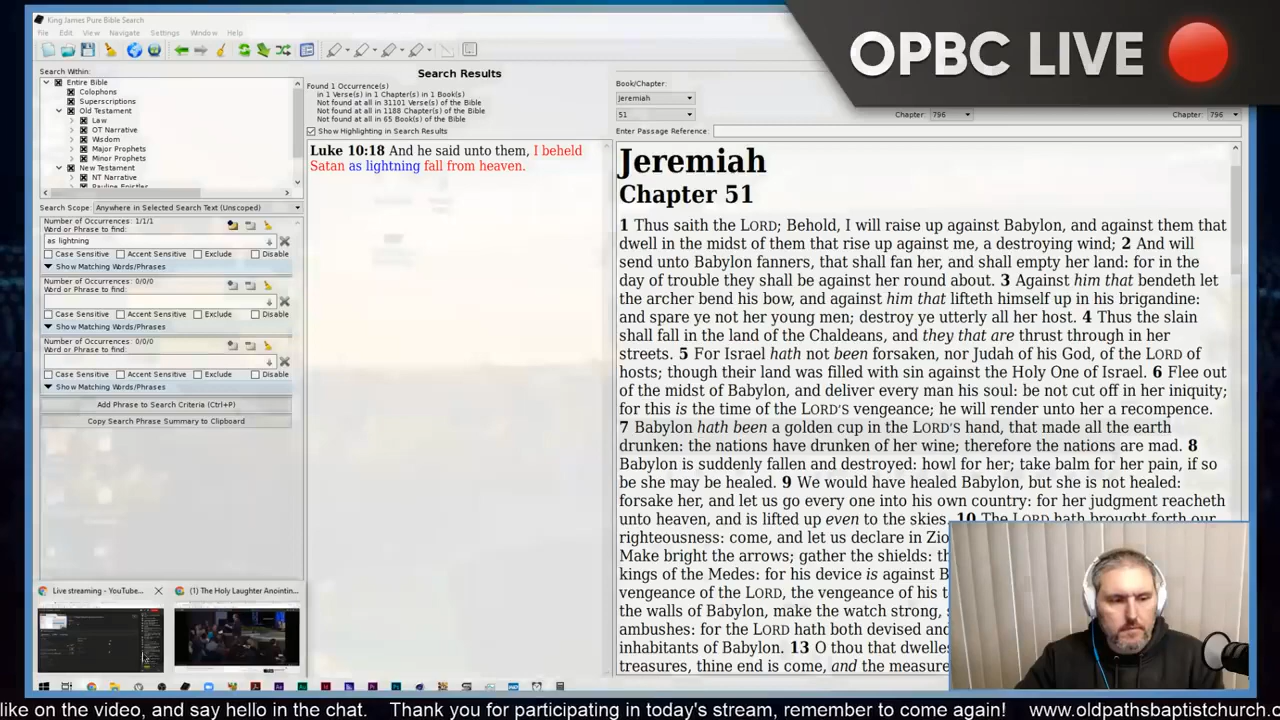 King James Pure Bible Search
File Edit View Navigate Settings Window Help
OPBC LIVE
Search Within:
Entire Bible
Colophons
Superscriptions
Old Testament
Law
OT Narrative
Wisdom
Major Prophets
Minor Prophets
New Testament
NT Narrative
Pauline Epistles
Search Scope: Anywhere in Selected Search Text (Unscoped)
Number of Occurrences: 1/1/1
Word or Phrase to find:
as lightning
Case Sensitive Accent Sensitive Exclude Disable
Show Matching Words/Phrases
Number of Occurrences: 0/0/0
Word or Phrase to find:
Case Sensitive Accent Sensitive Exclude Disable
Show Matching Words/Phrases
Number of Occurrences: 0/0/0
Word or Phrase to find:
Case Sensitive Accent Sensitive Exclude Disable
Show Matching Words/Phrases
Add Phrase to Search Criteria (Ctrl+P)
Copy Search Phrase Summary to Clipboard
Live streaming - YouTube...
(1) The Holy Laughter Anointin...
Search Results
Found 1 Occurrence(s)
in 1 Verse(s) in 1 Chapter(s) in 1 Book(s)
Not found at all in 31101 Verse(s) of the Bible
Not found at all in 1188 Chapter(s) of the Bible
Not found at all in 65 Book(s) of the Bible
Show Highlighting in Search Results
Luke 10:18 And he said unto them, I beheld
Satan as lightning fall from heaven.
Book/Chapter:
Jeremiah
51
Chapter: 796
Chapter: 796
Enter Passage Reference:
Jeremiah
Chapter 51
1 Thus saith the LORD; Behold, I will raise up against Babylon, and against them that
dwell in the midst of them that rise up against me, a destroying wind; 2 And will
send unto Babylon fanners, that shall fan her, and shall empty her land: for in the
day of trouble they shall be against her round about. 3 Against him that bendeth let
the archer bend his bow, and against him that lifteth himself up in his brigandine:
and spare ye not her young men; destroy ye utterly all her host. 4 Thus the slain
shall fall in the land of the Chaldeans, and they that are thrust through in her
streets. 5 For Israel hath not been forsaken, nor Judah of his God, of the LORD of
hosts; though their land was filled with sin against the Holy One of Israel. 6 Flee out
of the midst of Babylon, and deliver every man his soul: be not cut off in her iniquity;
for this is the time of the LORD'S vengeance; he will render unto her a recompence.
7 Babylon hath been a golden cup in the LORD'S hand, that made all the earth
drunken: the nations have drunken of her wine; therefore the nations are mad. 8
Babylon is suddenly fallen and destroyed: howl for her; take balm for her pain, if so
be she may be healed. 9 We would have healed Babylon, but she is not healed:
forsake her, and let us go every one into his own country: for her judgment reacheth
unto heaven, and is lifted up even to the skies. 10 The LORD hath brought forth our
righteousness: come, and let us declare in Zio
Make bright the arrows; gather the shields: th
kings of the Medes: for his device is against B
vengeance of the LORD, the vengeance of his
the walls of Babylon, make the watch strong,
ambushes: for the LORD hath both devised and
inhabitants of Babylon. 13 O thou that dwelle
treasures, thine end is come, and the measure
like on the video, and say hello in the chat. Thank you for participating in today's stream, remember to come again! www.oldpathsbaptistchurch.c